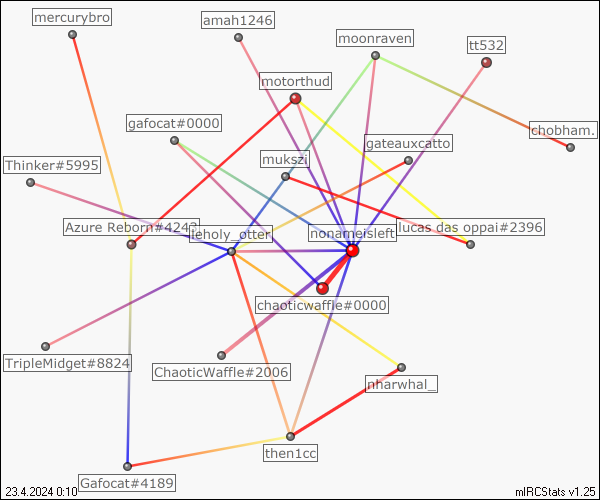 mercurybro
amah1246
moonraven
tt532
motorthud
gafocat#0000
chobham.
gateauxcatto
mukszi
Thinker#5995
Azure Reborn#4243
leholy_otter
nonameisleft
lucas das oppai#2396
chaoticwaffle#0000
TripleMidget#8824
ChaoticWaffle#2006
nharwhal_
then1cc
Gafocat#4189
23.4.2024 0:10
mIRCStats v1.25